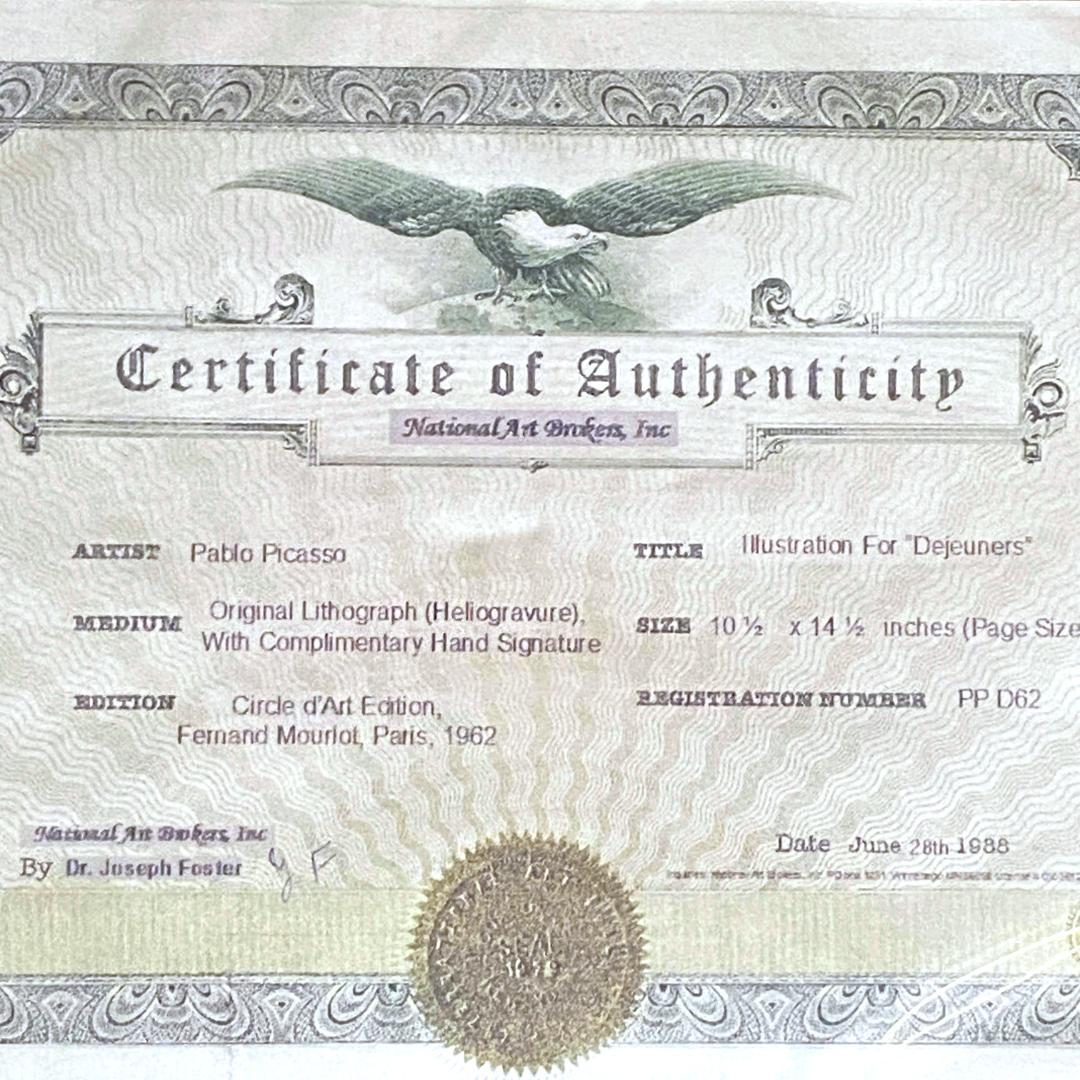 Certificate of Authenticity
National Art Brokers, Inc
ARTIST Pablo Picasso
TITLE Illustration For "Dejeuners"
MEDIUM Original Lithograph (Heliogravure),
With Complimentary Hand Signature
SIZE 10 ½ x 14 ½ inches (Page Size
EDITION Circle d'Art Edition,
Fernand Mourlot, Paris, 1962
REGISTRATION NUMBER PP D62
National Art Brokers, Inc
By Dr. Joseph Foster J F
Date June 28th 1988
SEAL